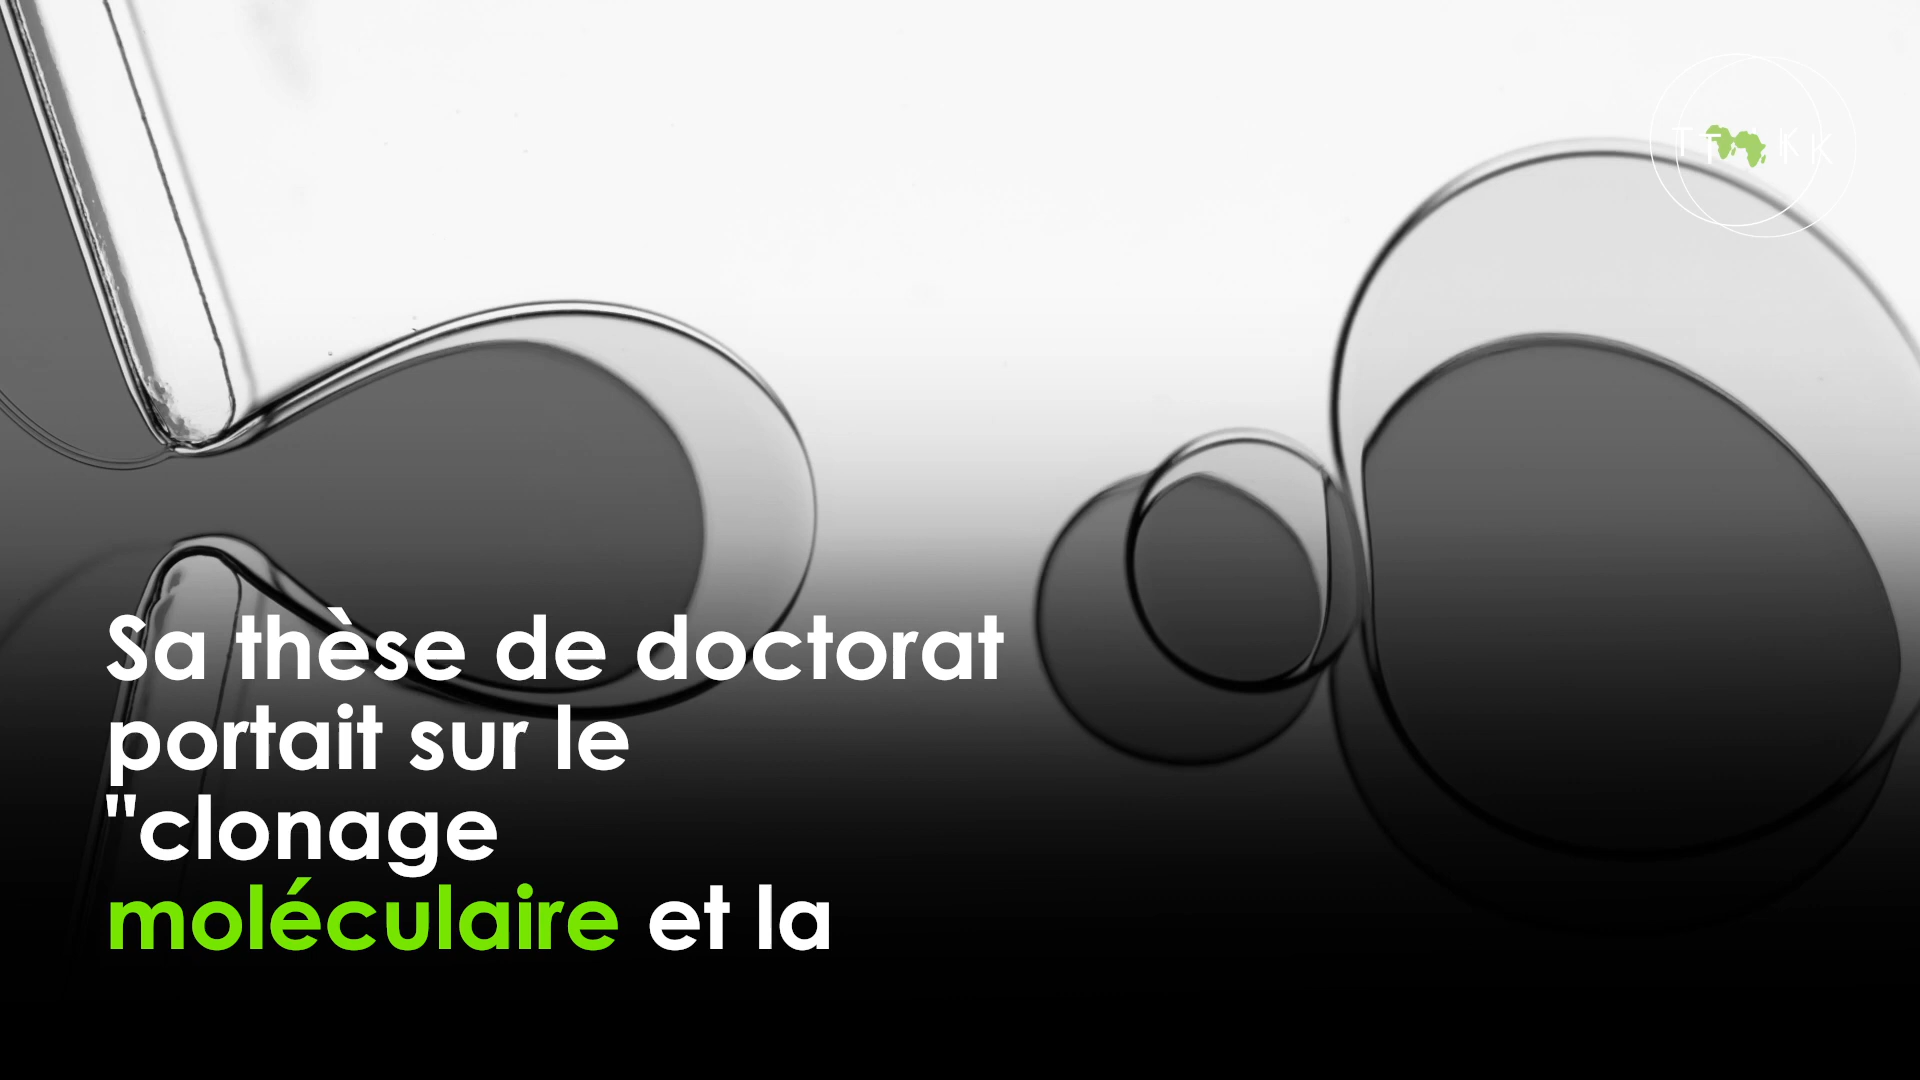 Sa thèse de doctorat
portait sur le
"clonage
moléculaire et la